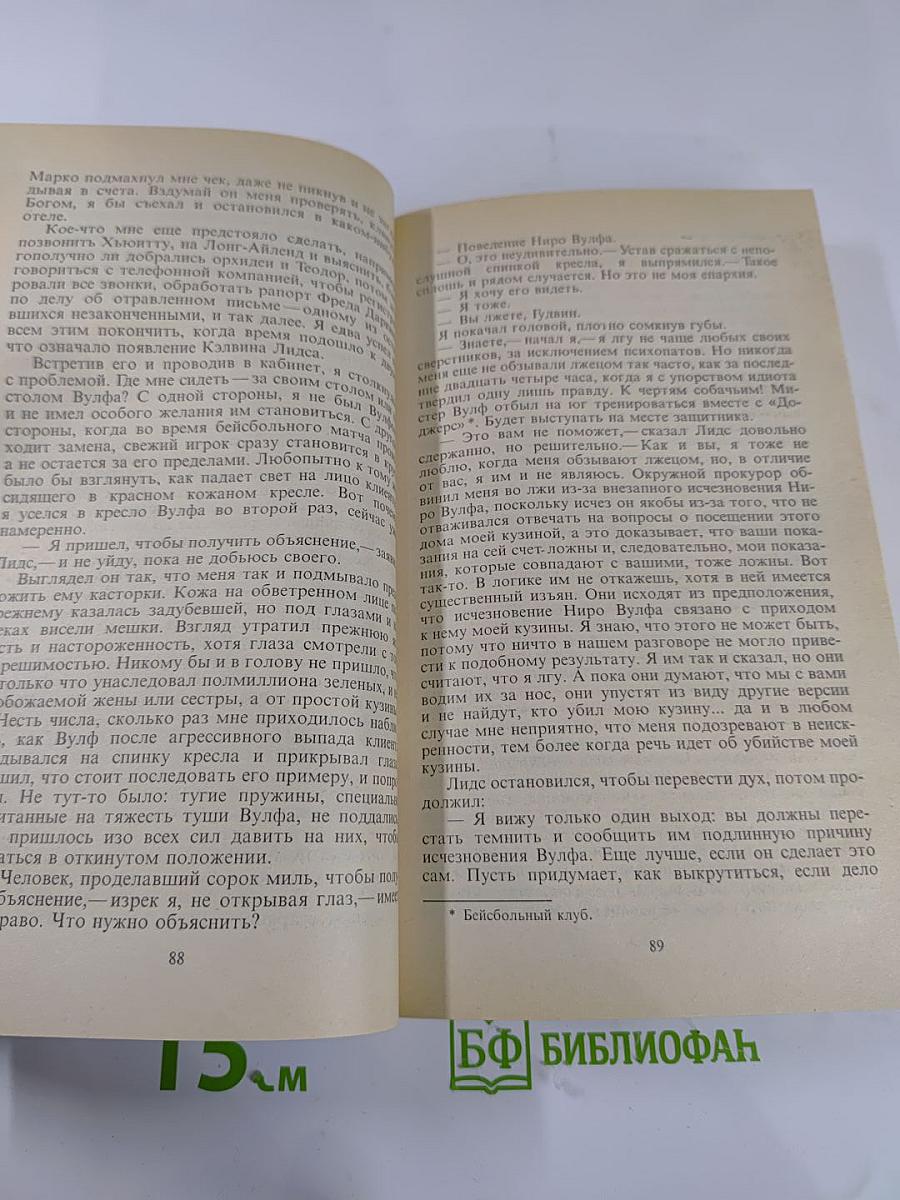 Марко подмахнул мне чек, даже не пикнув и не
дывая в счета. Вздумай он меня проверять,
Богом, я бы съехал и остановился в
отеле.
Кое-что мне еще предстояло сделать,
позвонить Хьюитту, на Лонг-Айленд и выяснить,
гополучно ли добрались орхидеи и Теодор, потом
говориться с телефонной компанией, чтобы
ровали все звонки, обработать рапорт Фреда
по делу об отравленном письме — одному из
вшихся незаконченными, и так далее. Я едва успел
всем этим покончить, когда время подошло к
что означало появление Кэлвина Лидса.
Встретив его и проводив в кабинет, я
с проблемой. Где мне сидеть — за своим столом или
столом Вулфа? С одной стороны, я не был
и не имел особого желания им становиться. С
стороны, когда во время бейсбольного матча
ходит замена, свежий игрок сразу становится в
а не остается за его пределами. Любопытно к тому
было бы взглянуть, как падает свет на лицо
сидящего в красном кожаном кресле. Вот
я уселся в кресло Вулфа во второй раз, сейчас
намеренно.
— Я пришел, чтобы получить объяснение,—
Лидс,— и не уйду, пока не добьюсь своего.
Выглядел он так, что меня так и подмывало
ожить ему касторки. Кожа на обветренном лице
режнему казалась задубевшей, но под глазами и
еках висели мешки. Взгляд утратил прежнюю
сть и настороженность, хотя глаза смотрели с
решимостью. Никому бы и в голову не пришло,
только что унаследовал полмиллиона зеленых, и
обожаемой жены или сестры, а от простой
Несть числа, сколько раз мне приходилось
как Вулф после агрессивного выпада
дывался на спинку кресла и прикрывал
шил, что стоит последовать его примеру, и
Не тут-то было: тугие пружины,
итанные на тяжесть туши Вулфа, не
пришлось изо всех сил давить на них,
аться в откинутом положении.
Человек, проделавший сорок миль, чтобы
бъяснение,— изрек я, не открывая глаз,—
раво. Что нужно объяснить?
88
— Поведение Ниро Вулфа.
— О, это неудивительно.— Устав сражаться с непо-
слушной спинкой кресла, я выпрямился.— Такое
сплошь и рядом случается. Но это не моя епархия.
— Я хочу его видеть.
— Я тоже.
— Вы лжете, Гудвин.
Я покачал головой, плотно сомкнув губы.
— Знаете,— начал я,— я лгу не чаще любых своих
сверстников, за исключением психопатов. Но никогда
меня еще не обзывали лжецом так часто, как за послед-
ние двадцать четыре часа, когда я с упорством идиота
твердил одну лишь правду. К чертям собачьим! Ми-
стер Вулф отбыл на юг тренироваться вместе с «До-
джерс»*. Будет выступать на месте защитника.
— Это вам не поможет,— сказал Лидс довольно
сдержанно, но решительно.— Как и вы, я тоже не
люблю, когда меня обзывают лжецом, но, в отличие
от вас, я им и не являюсь. Окружной прокурор об-
винил меня во лжи из-за внезапного исчезновения Ни-
ро Вулфа, поскольку исчез он якобы из-за того, что не
отваживался отвечать на вопросы о посещении этого
дома моей кузиной, а это доказывает, что ваши пока-
зания на сей счет ложны и, следовательно, мои показа-
ния, которые совпадают с вашими, тоже ложны. Вот
так-то. В логике им не откажешь, хотя в ней имеется
существенный изъян. Они исходят из предположения,
что исчезновение Ниро Вулфа связано с приходом
к нему моей кузины. Я знаю, что этого не может быть,
потому что ничто в нашем разговоре не могло приве-
сти к подобному результату. Я им так и сказал, но они
считают, что я лгу. А пока они думают, что мы с вами
водим их за нос, они упустят из виду другие версии
и не найдут, кто убил мою кузину... да и в любом
случае мне неприятно, что меня подозревают в неиск-
ренности, тем более когда речь идет об убийстве моей
кузины.
Лидс остановился, чтобы перевести дух, потом про-
должил:
— Я вижу только один выход: вы должны пере-
стать темнить и сообщить им подлинную причину
исчезновения Вулфа. Еще лучше, если он сделает это
сам. Пусть придумает, как выкрутиться, если дело
* Бейсбольный клуб.
89
15 см
БФ БИБЛИОФАН